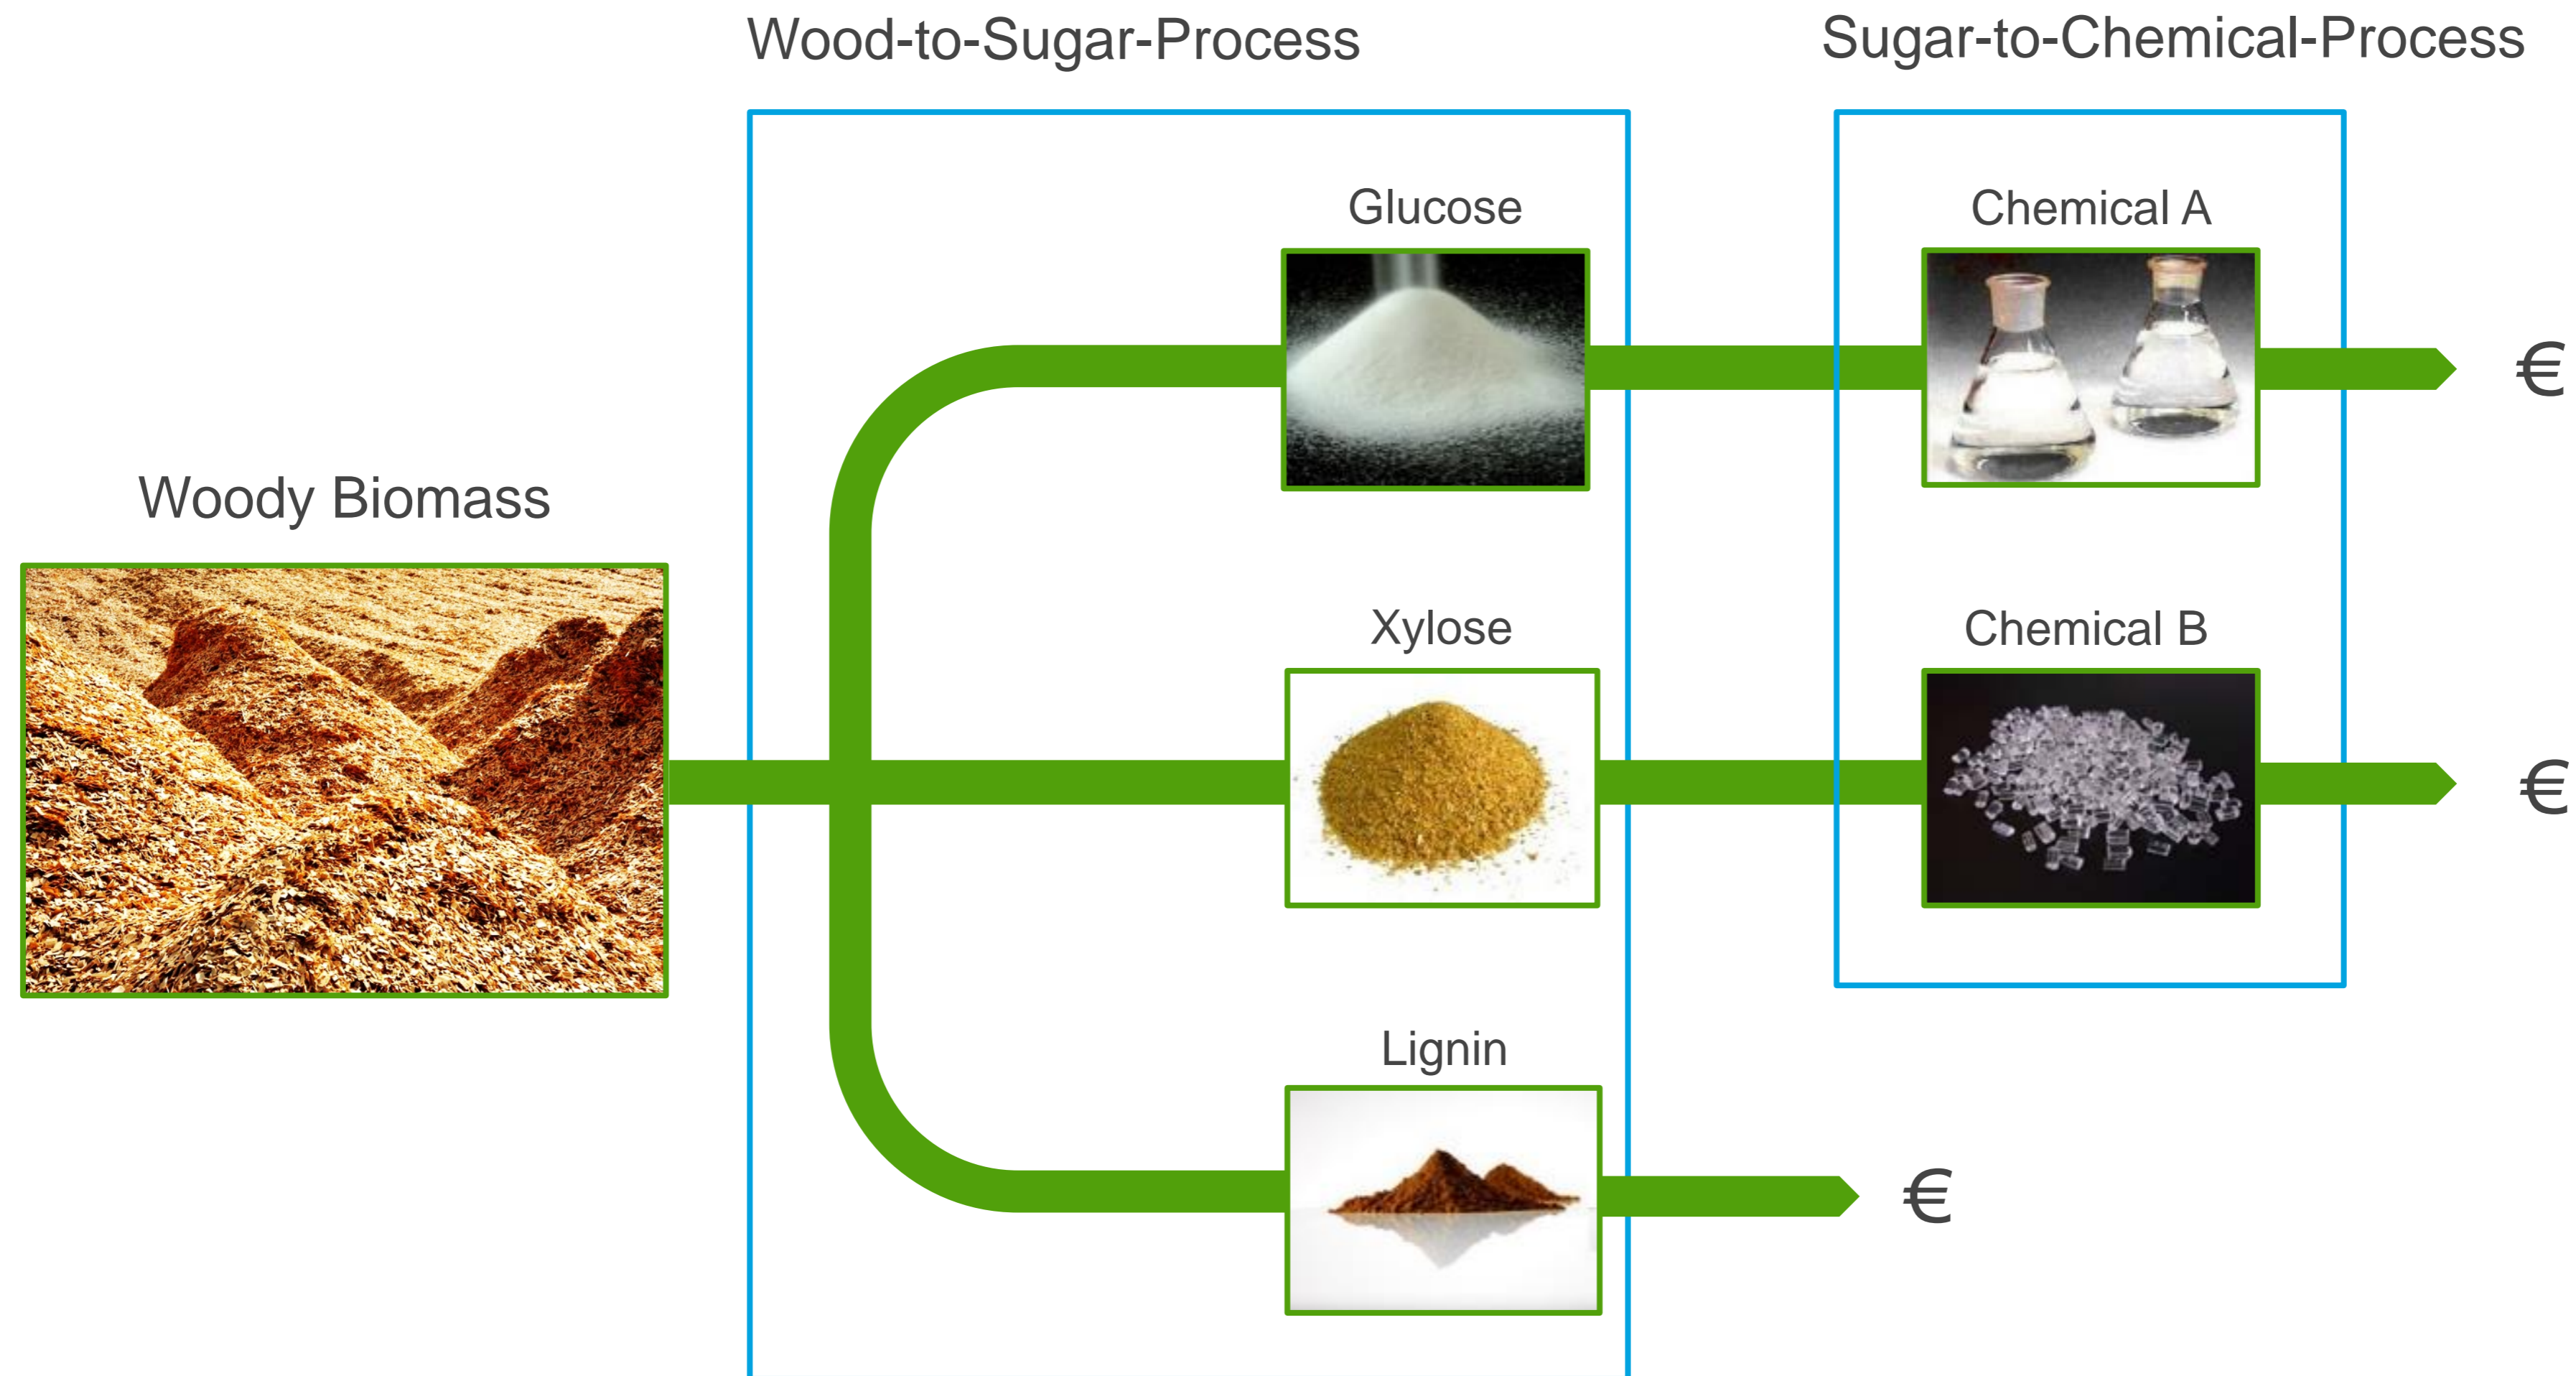 Wood-to-Sugar-Process
Sugar-to-Chemical-Process
Glucose
Chemical A
€
Woody Biomass
Xylose
Chemical B
€
Lignin
€